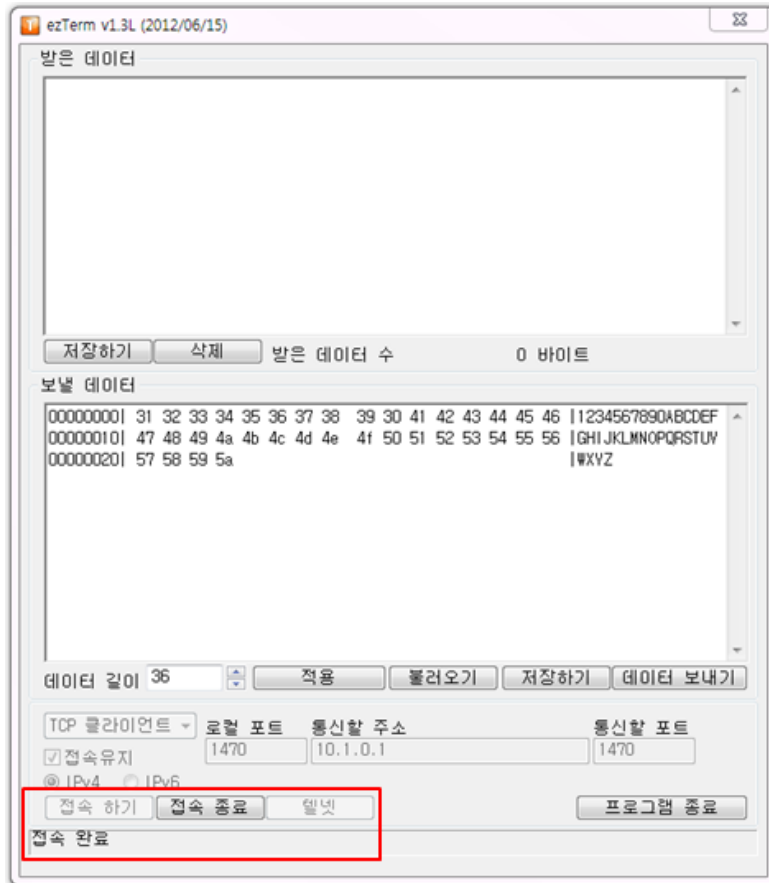 ezTerm v1.3L (2012/06/15)
받은 데이터
저장하기 삭제 받은 데이터 수 0 바이트
보낼 데이터
00000000| 31 32 33 34 35 36 37 38  39 30 41 42 43 44 45 46 |1234567890ABCDEF
00000010| 47 48 49 4a 4b 4c 4d 4e  4f 50 51 52 53 54 55 56 |GHIJKLMNOPQRSTUV
00000020| 57 58 59 5a |WXYZ
데이터 길이 36 적용 불러오기 저장하기 데이터 보내기
TCP 클라이언트 로컬 포트 통신할 주소 통신할 포트
접속유지 1470 10.1.0.1 1470
IPv4 IPv6
접속 하기 접속 종료 텔넷 프로그램 종료
접속 완료